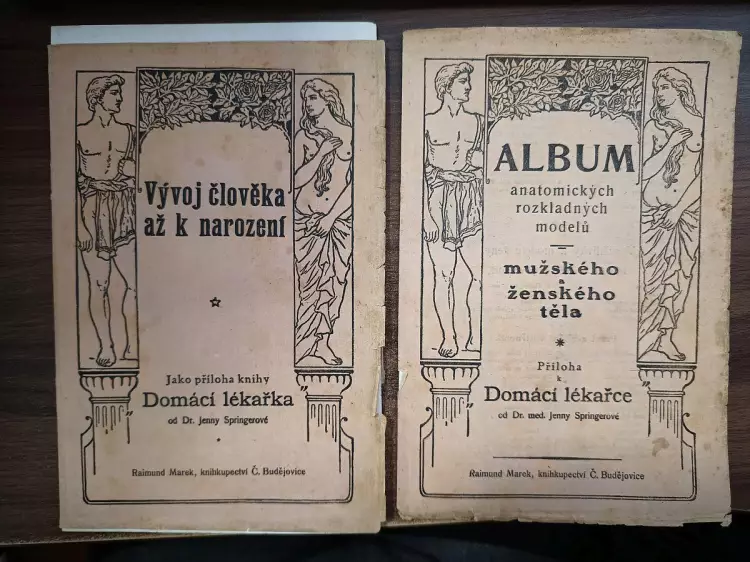 Vývoj člověka
až k narození
Jako příloha knihy
„Domácí lékařka"
od Dr. Jenny Springerové
Raimund Marek, knihkupectví Č. Budějovice
ALBUM
anatomických
rozkladných
modelů
mužského
a
ženského
těla
Příloha
k
„Domácí lékařce"
od Dr. med. Jenny Springerové
Raimund Marek, knihkupectví Č. Budějovice